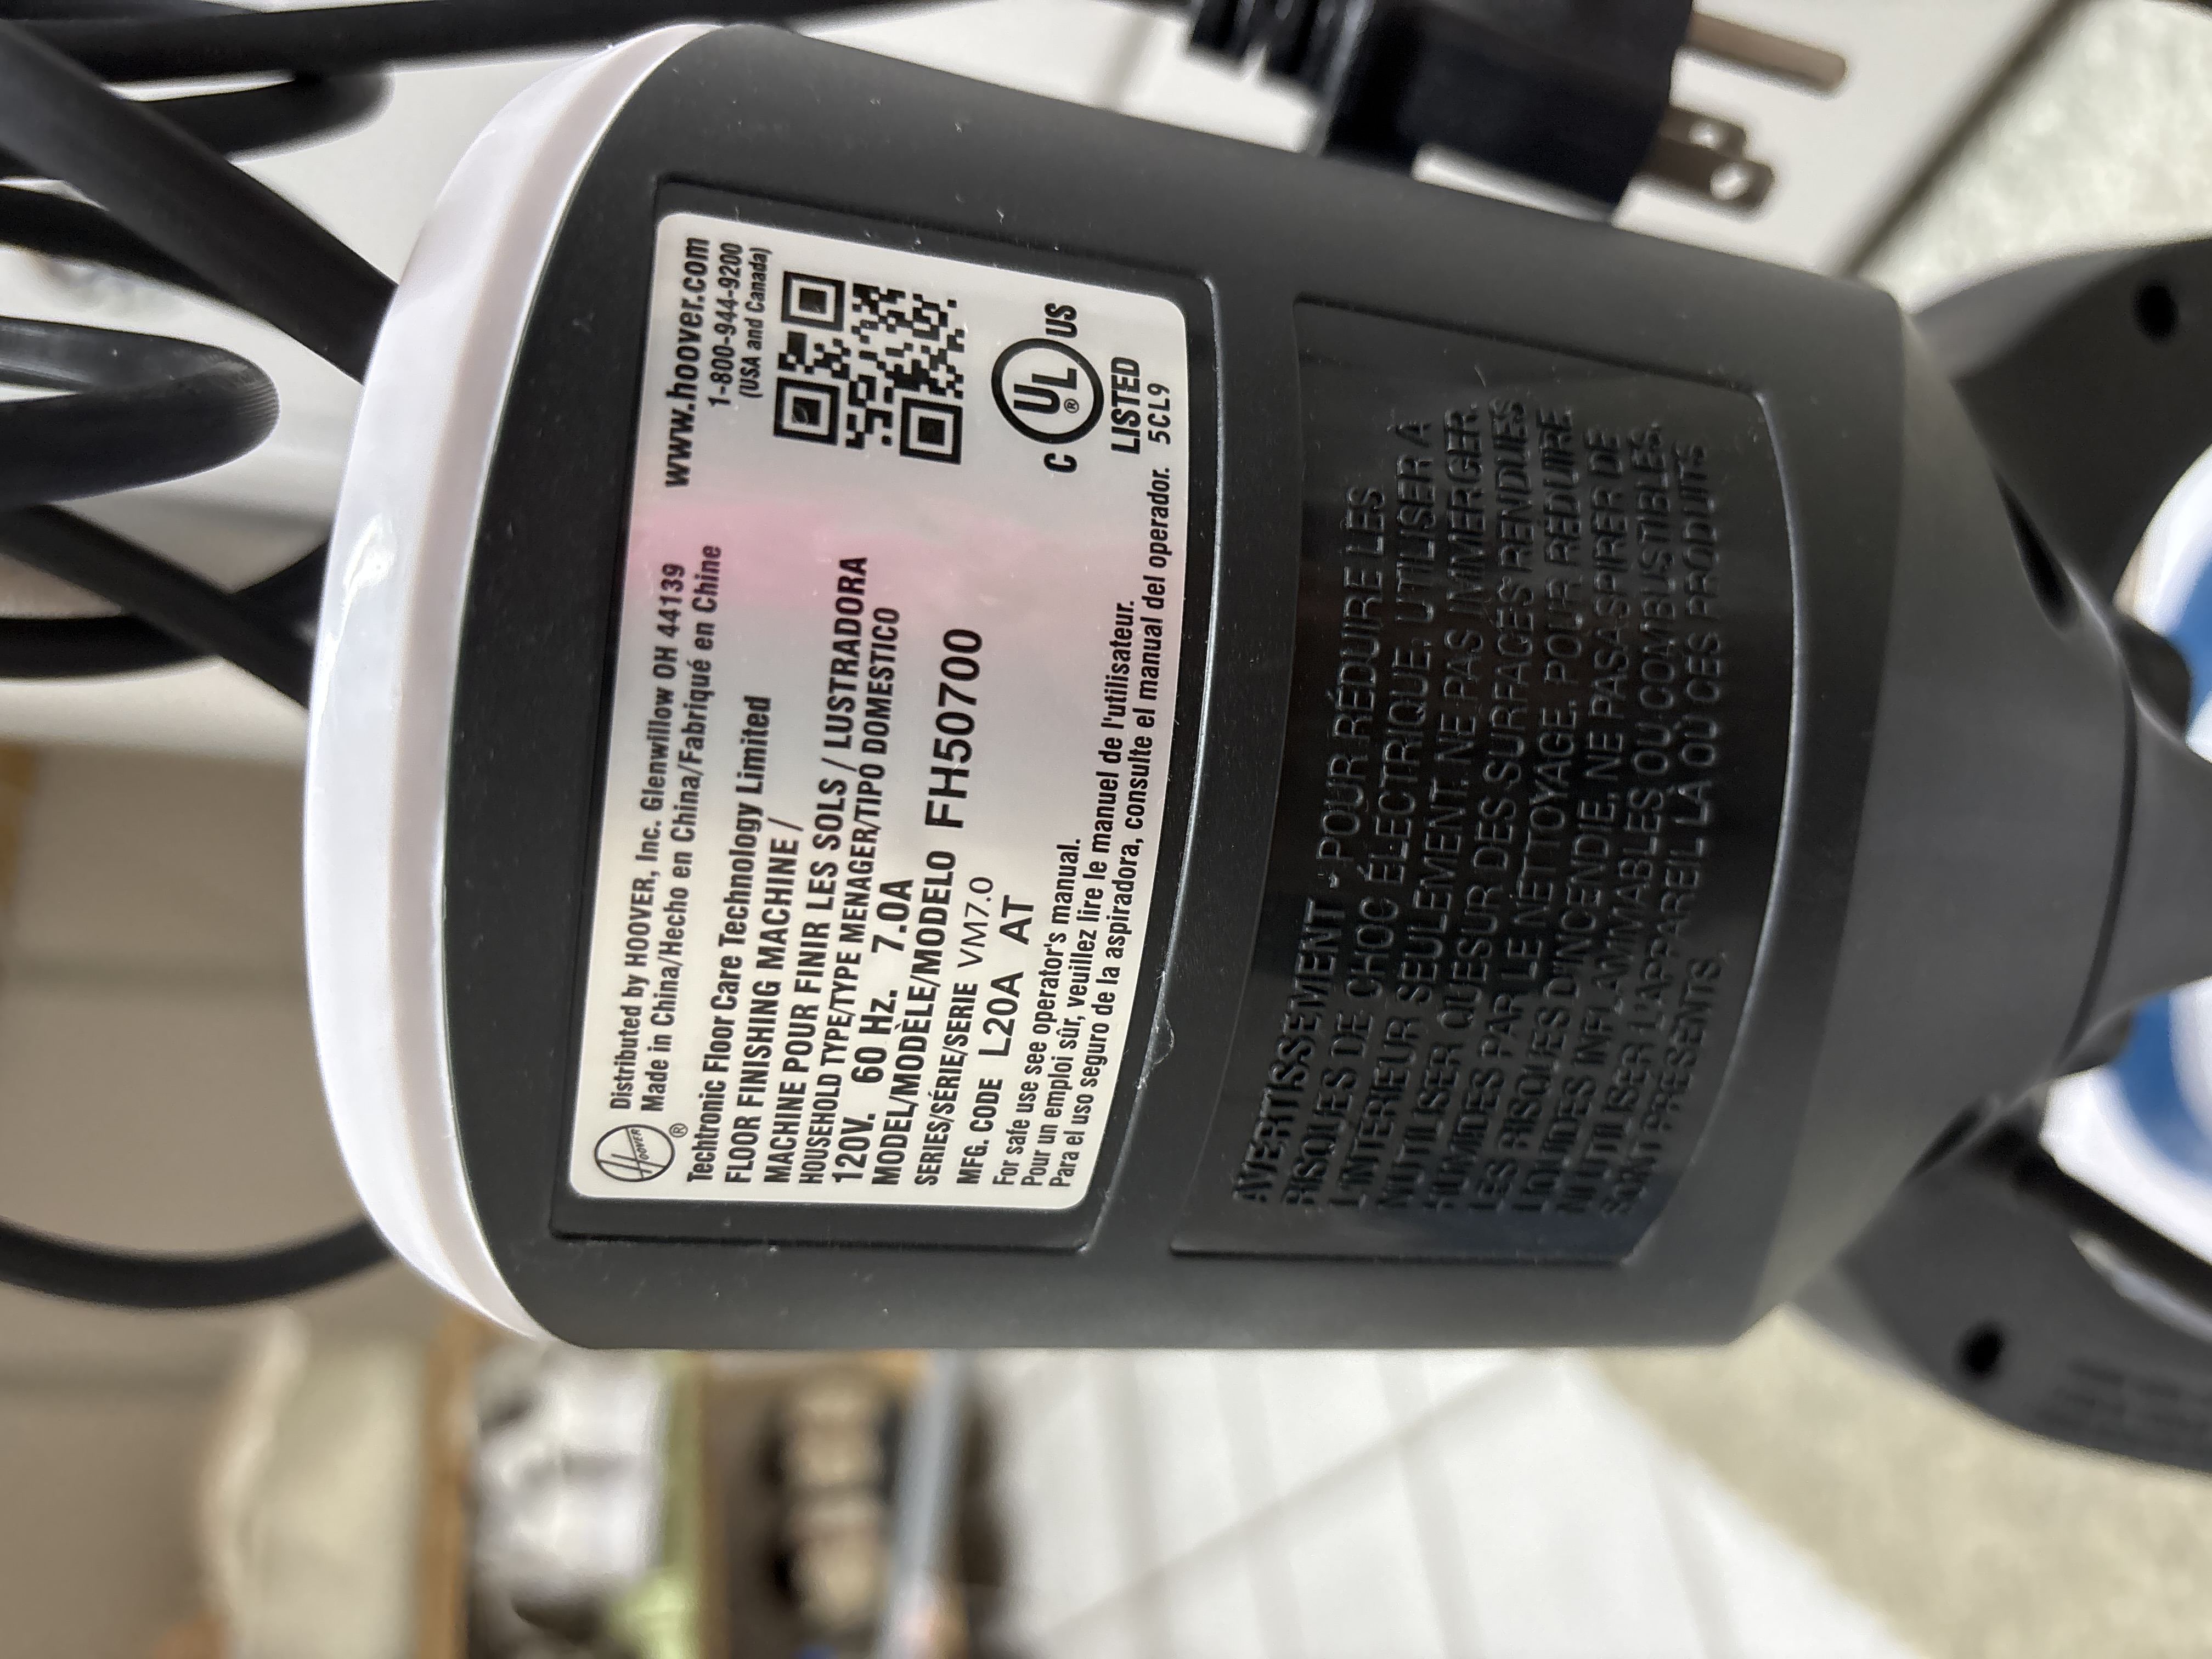 HOOVER ®
Distributed by HOOVER, Inc. Glenwillow OH 44139
Made in China/Hecho en China/Fabriqué en Chine
www.hoover.com
1-800-944-9200
(USA and Canada)
Techtronic Floor Care Technology Limited
FLOOR FINISHING MACHINE /
MACHINE POUR FINIR LES SOLS / LUSTRADORA
HOUSEHOLD TYPE/TYPE MENAGER/TIPO DOMESTICO
120V. 60 Hz. 7.0A
MODEL/MODÈLE/MODELO FH50700
SERIES/SÉRIE/SERIE VM7.0
MFG. CODE L20A AT
For safe use see operator's manual.
Pour un emploi sûr, veuillez lire le manuel de l'utilisateur.
Para el uso seguro de la aspiradora, consulte el manual del operador.
C UL ® US
LISTED
5CL9
AVERTISSEMENT - POUR RÉDUIRE LES
RISQUES DE CHOC ÉLECTRIQUE, UTILISER À
L'INTERIEUR SEULEMENT. NE PAS IMMERGER.
N'UTILISER QUESUR DES SURFACES RENDUES
HUMIDES PAR LE NETTOYAGE. POUR RÉDUIRE
LES RISQUES D'INCENDIE, NE PASASPIRER DE
LIQUIDES INFLAMMABLES OU COMBUSTIBLES,
NI UTILISER L'APPAREIL LÀ OÙ CES PRODUITS
SONT PRESENTS.